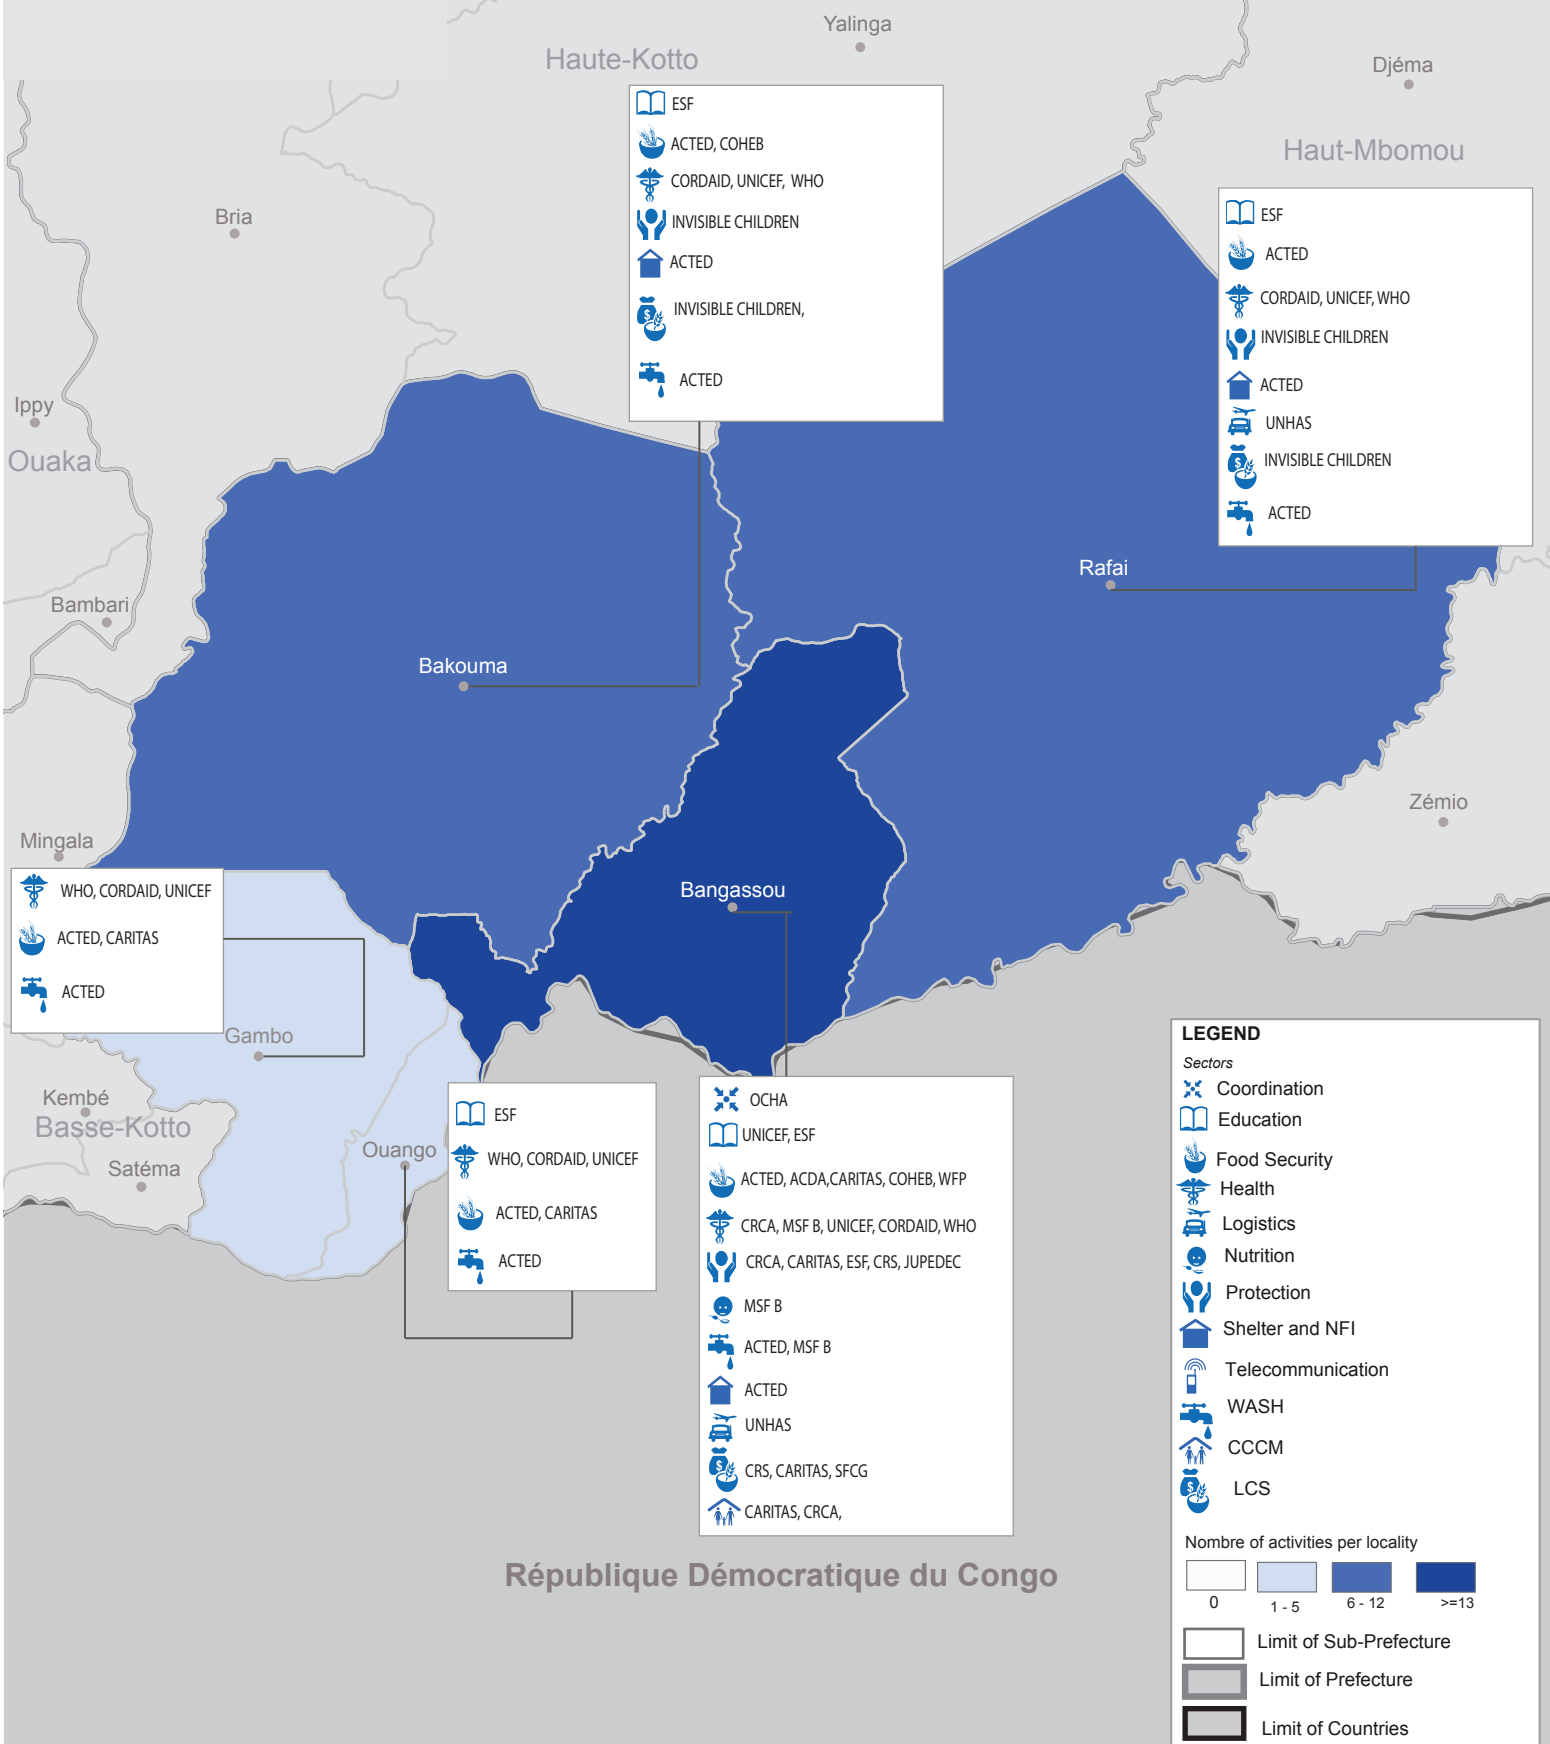 Yalinga
Haute-Kotto
Djéma
Haut-Mbomou
Bria
Ippy
Ouaka
Bambari
Mingala
Bakouma
Rafai
Zémio
Bangassou
Gambo
Kembé
Basse-Kotto
Satéma
Ouango
ESF
ACTED, COHEB
CORDAID, UNICEF, WHO
INVISIBLE CHILDREN
ACTED
INVISIBLE CHILDREN,
ACTED
ESF
ACTED
CORDAID, UNICEF, WHO
INVISIBLE CHILDREN
ACTED
UNHAS
INVISIBLE CHILDREN
ACTED
WHO, CORDAID, UNICEF
ACTED, CARITAS
ACTED
ESF
WHO, CORDAID, UNICEF
ACTED, CARITAS
ACTED
OCHA
UNICEF, ESF
ACTED, ACDA,CARITAS, COHEB, WFP
CRCA, MSF B, UNICEF, CORDAID, WHO
CRCA, CARITAS, ESF, CRS, JUPEDEC
MSF B
ACTED, MSF B
ACTED
UNHAS
CRS, CARITAS, SFCG
CARITAS, CRCA,
République Démocratique du Congo
LEGEND
Sectors
Coordination
Education
Food Security
Health
Logistics
Nutrition
Protection
Shelter and NFI
Telecommunication
WASH
CCCM
LCS
Nombre of activities per locality
0 1 - 5 6 - 12 >=13
Limit of Sub-Prefecture
Limit of Prefecture
Limit of Countries